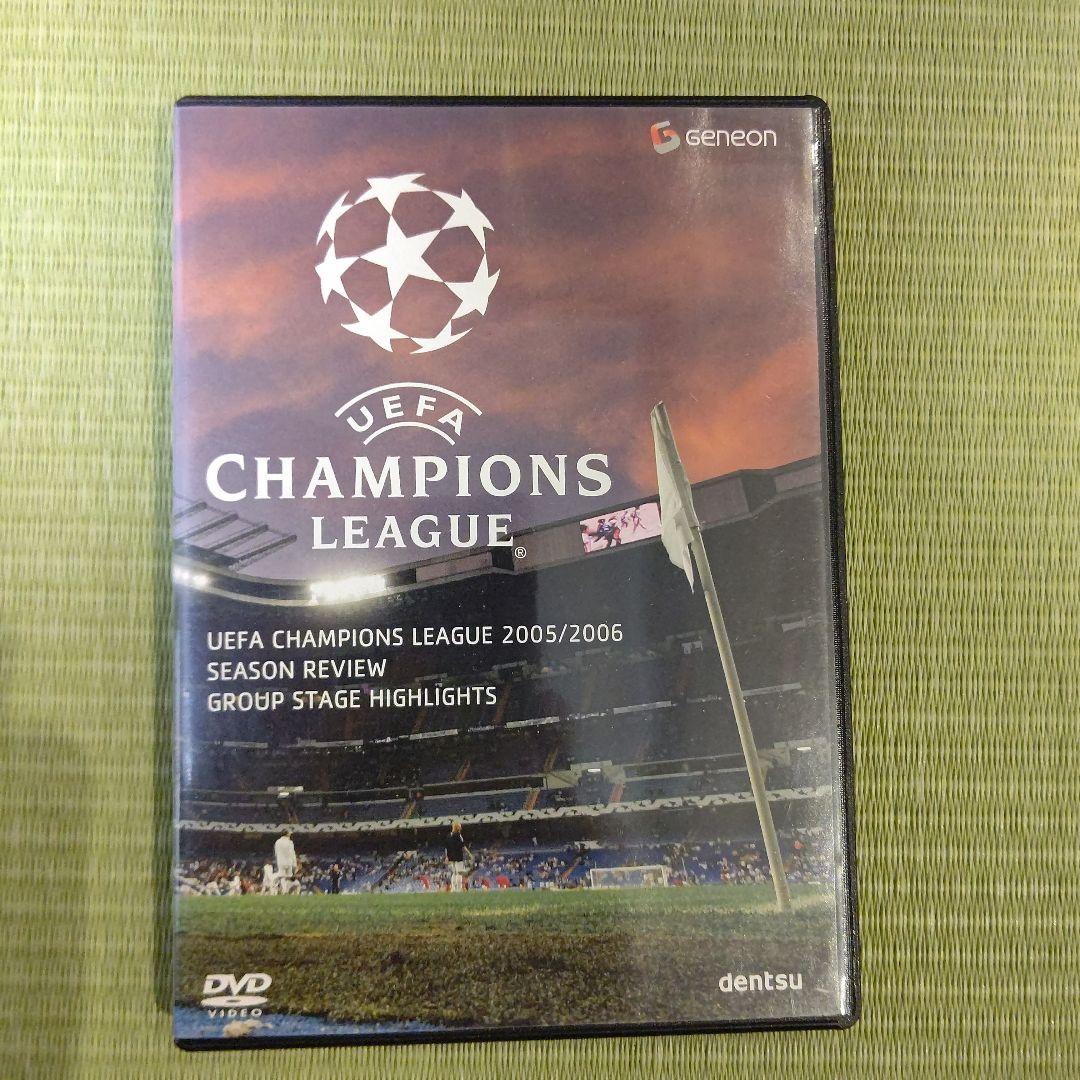 Geneon
UEFA
CHAMPIONS
LEAGUE®
UEFA CHAMPIONS LEAGUE 2005/2006
SEASON REVIEW
GROUP STAGE HIGHLIGHTS
DVD
VIDEO
dentsu